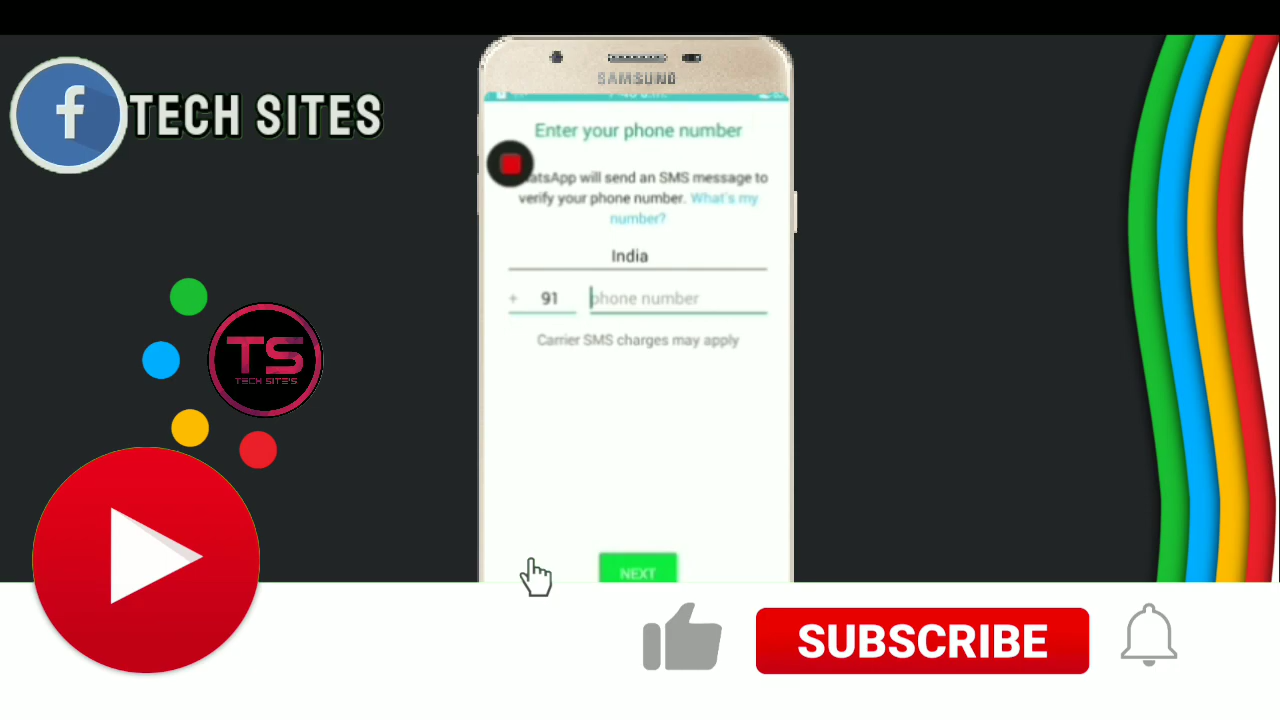 f TECH SITES
SAMSUNG
Enter your phone number
atsApp will send an SMS message to
verify your phone number. What's my
number?
India
+ 91 phone number
Carrier SMS charges may apply
TS
TECH SITE'S
NEXT
SUBSCRIBE